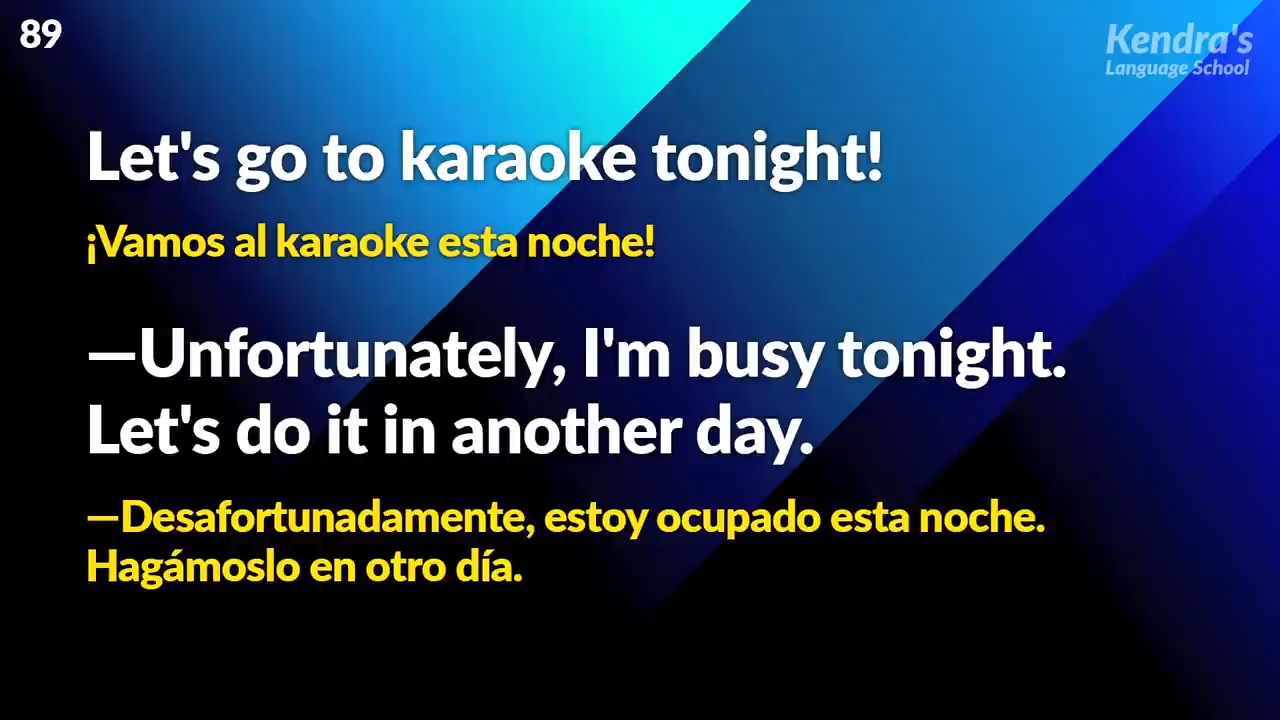 89
Kendra's
Language School
Let's go to karaoke tonight!
¡Vamos al karaoke esta noche!
—Unfortunately, I'm busy tonight.
Let's do it in another day.
—Desafortunadamente, estoy ocupado esta noche.
Hagámoslo en otro día.